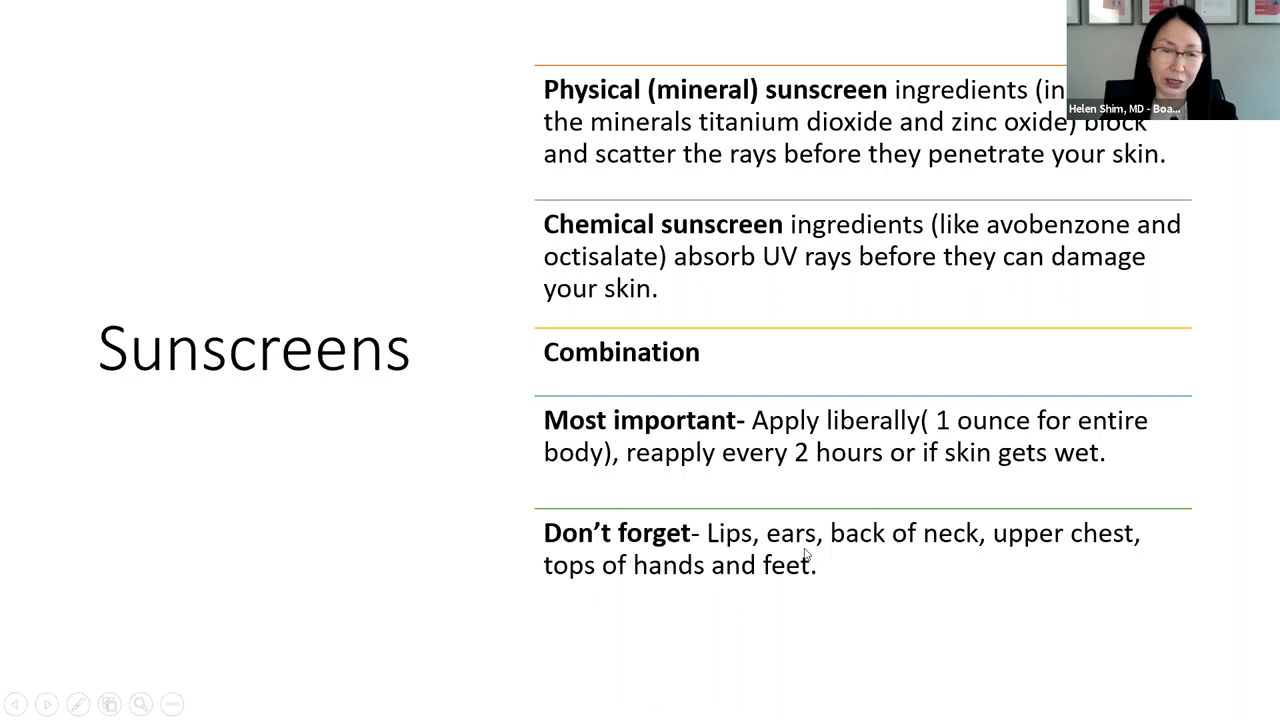 Physical (mineral) sunscreen ingredients (in
the minerals titanium dioxide and zinc oxide) block
and scatter the rays before they penetrate your skin.
Chemical sunscreen ingredients (like avobenzone and
octisalate) absorb UV rays before they can damage
your skin.
Sunscreens
Combination
Most important- Apply liberally( 1 ounce for entire
body), reapply every 2 hours or if skin gets wet.
Don’t forget- Lips, ears, back of neck, upper chest,
tops of hands and feet.
Helen Shim, MD - Boa...